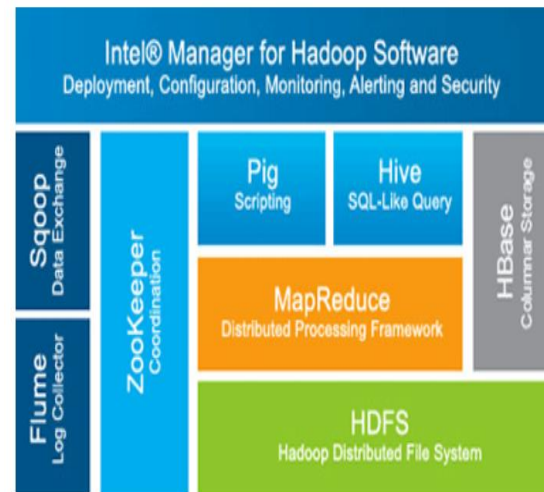 Intel® Manager for Hadoop Software
Deployment, Configuration, Monitoring, Alerting and Security
Sqoop
Data Exchange
Flume
Log Collector
ZooKeeper
Coordination
Pig
Scripting
Hive
SQL-Like Query
MapReduce
Distributed Processing Framework
HBase
Columnar Storage
HDFS
Hadoop Distributed File System